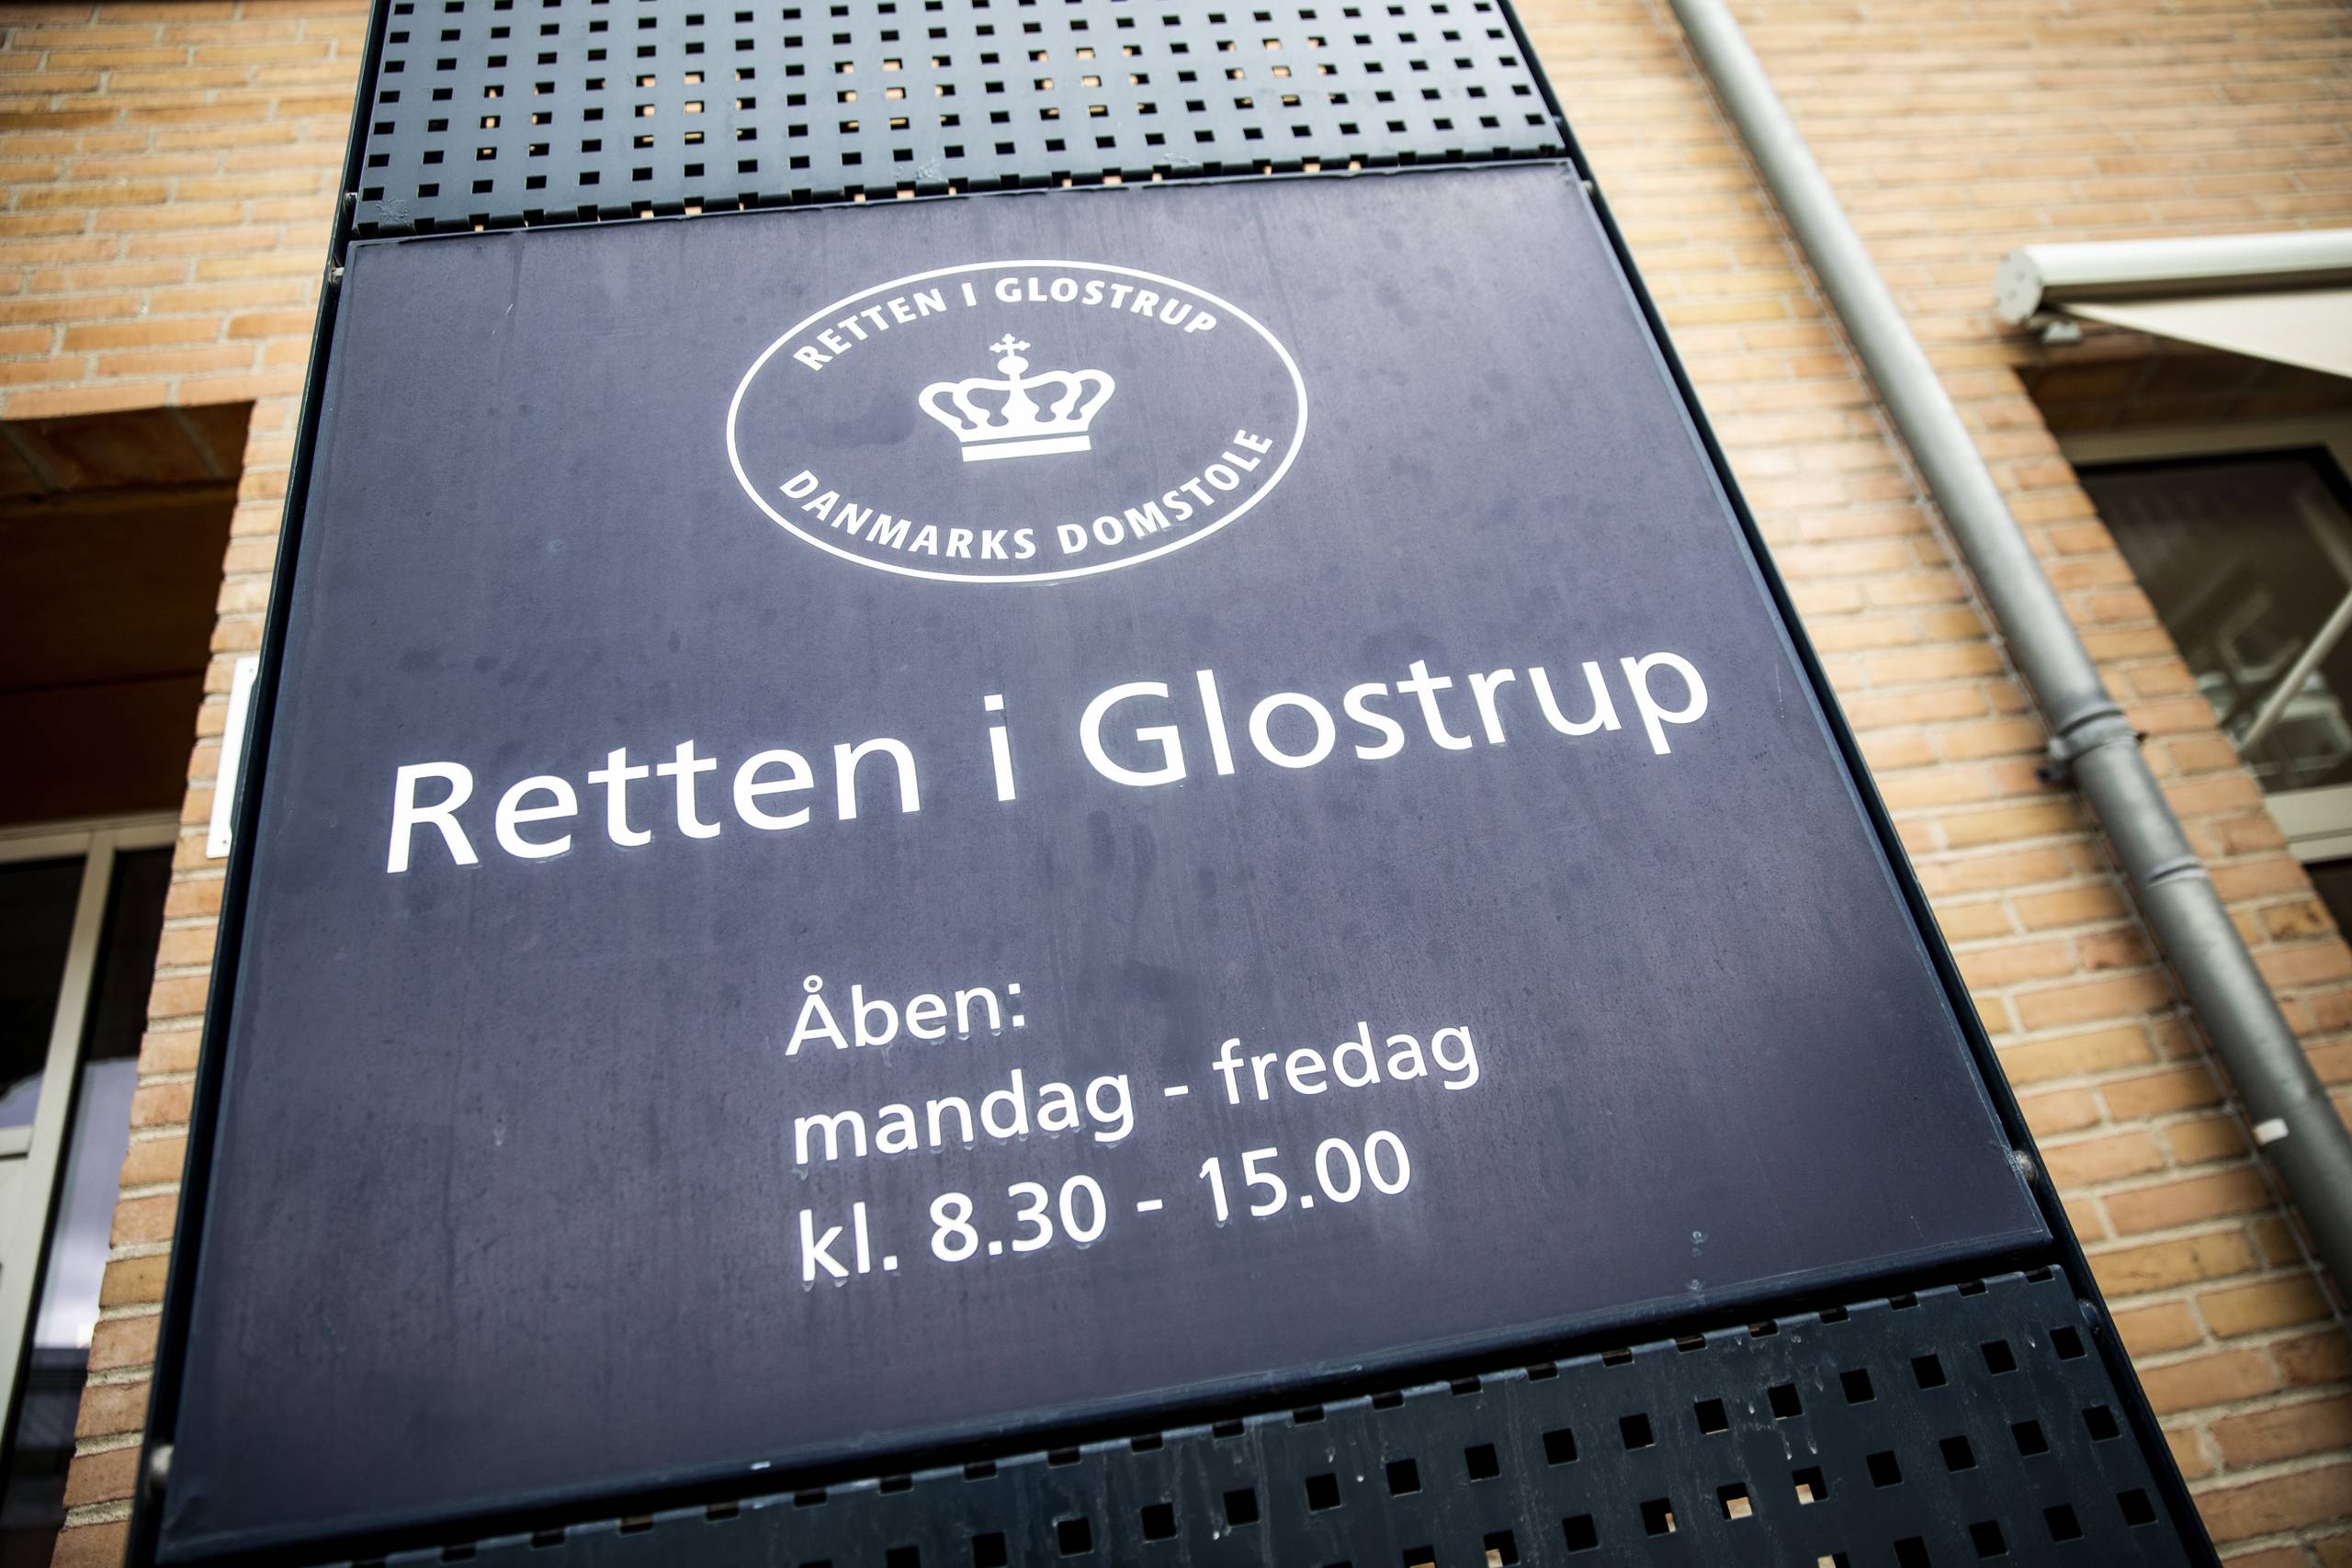 RETTEN I GLOSTRUP
DANMARKS DOMSTOLE
Retten i Glostrup
Åben:
mandag - fredag
kl. 8.30 - 15.00